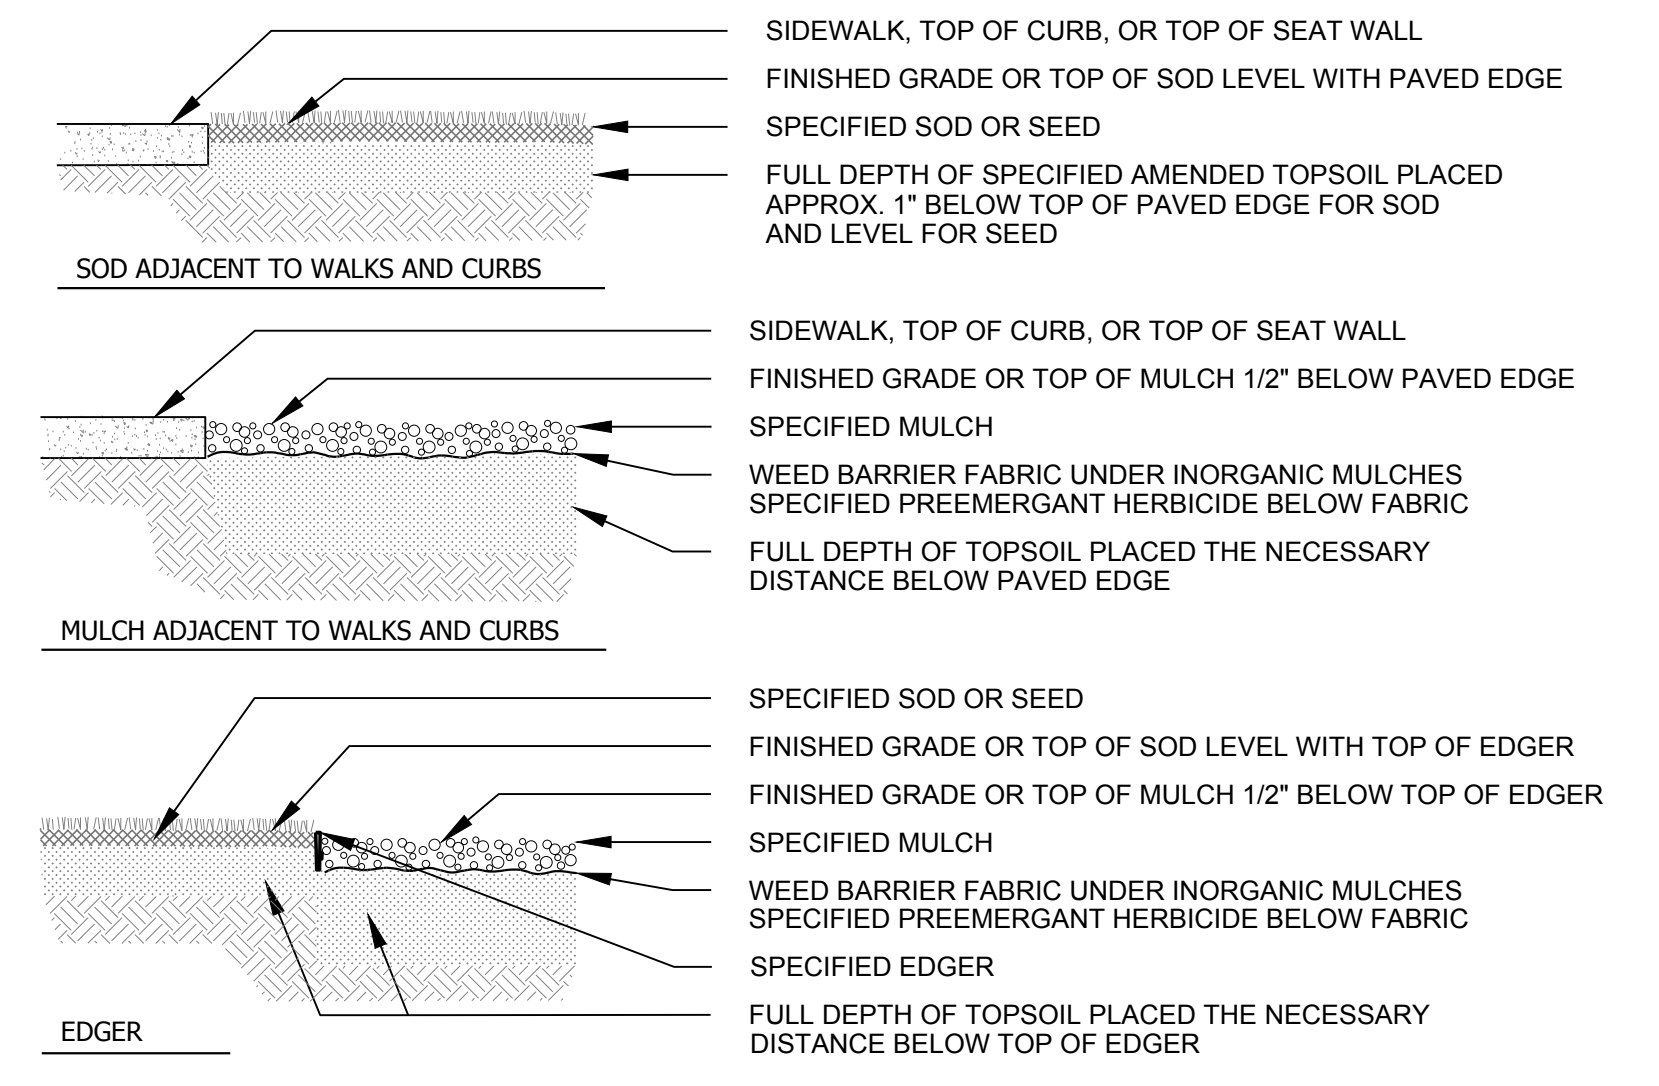 SIDEWALK, TOP OF CURB, OR TOP OF SEAT WALL
FINISHED GRADE OR TOP OF SOD LEVEL WITH PAVED EDGE
SPECIFIED SOD OR SEED
FULL DEPTH OF SPECIFIED AMENDED TOPSOIL PLACED
APPROX. 1" BELOW TOP OF PAVED EDGE FOR SOD
AND LEVEL FOR SEED
SOD ADJACENT TO WALKS AND CURBS
SIDEWALK, TOP OF CURB, OR TOP OF SEAT WALL
FINISHED GRADE OR TOP OF MULCH 1/2" BELOW PAVED EDGE
SPECIFIED MULCH
WEED BARRIER FABRIC UNDER INORGANIC MULCHES
SPECIFIED PREEMERGANT HERBICIDE BELOW FABRIC
FULL DEPTH OF TOPSOIL PLACED THE NECESSARY
DISTANCE BELOW PAVED EDGE
MULCH ADJACENT TO WALKS AND CURBS
SPECIFIED SOD OR SEED
FINISHED GRADE OR TOP OF SOD LEVEL WITH TOP OF EDGER
FINISHED GRADE OR TOP OF MULCH 1/2" BELOW TOP OF EDGER
SPECIFIED MULCH
WEED BARRIER FABRIC UNDER INORGANIC MULCHES
SPECIFIED PREEMERGANT HERBICIDE BELOW FABRIC
SPECIFIED EDGER
FULL DEPTH OF TOPSOIL PLACED THE NECESSARY
DISTANCE BELOW TOP OF EDGER
EDGER